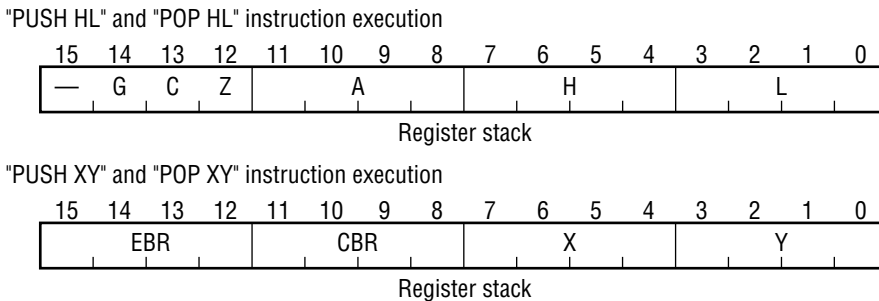 "PUSH HL" and "POP HL" instruction execution
15 14 13 12 11 10 9 8 7 6 5 4 3 2 1 0
— G C Z A H L
Register stack
"PUSH XY" and "POP XY" instruction execution
15 14 13 12 11 10 9 8 7 6 5 4 3 2 1 0
EBR CBR X Y
Register stack